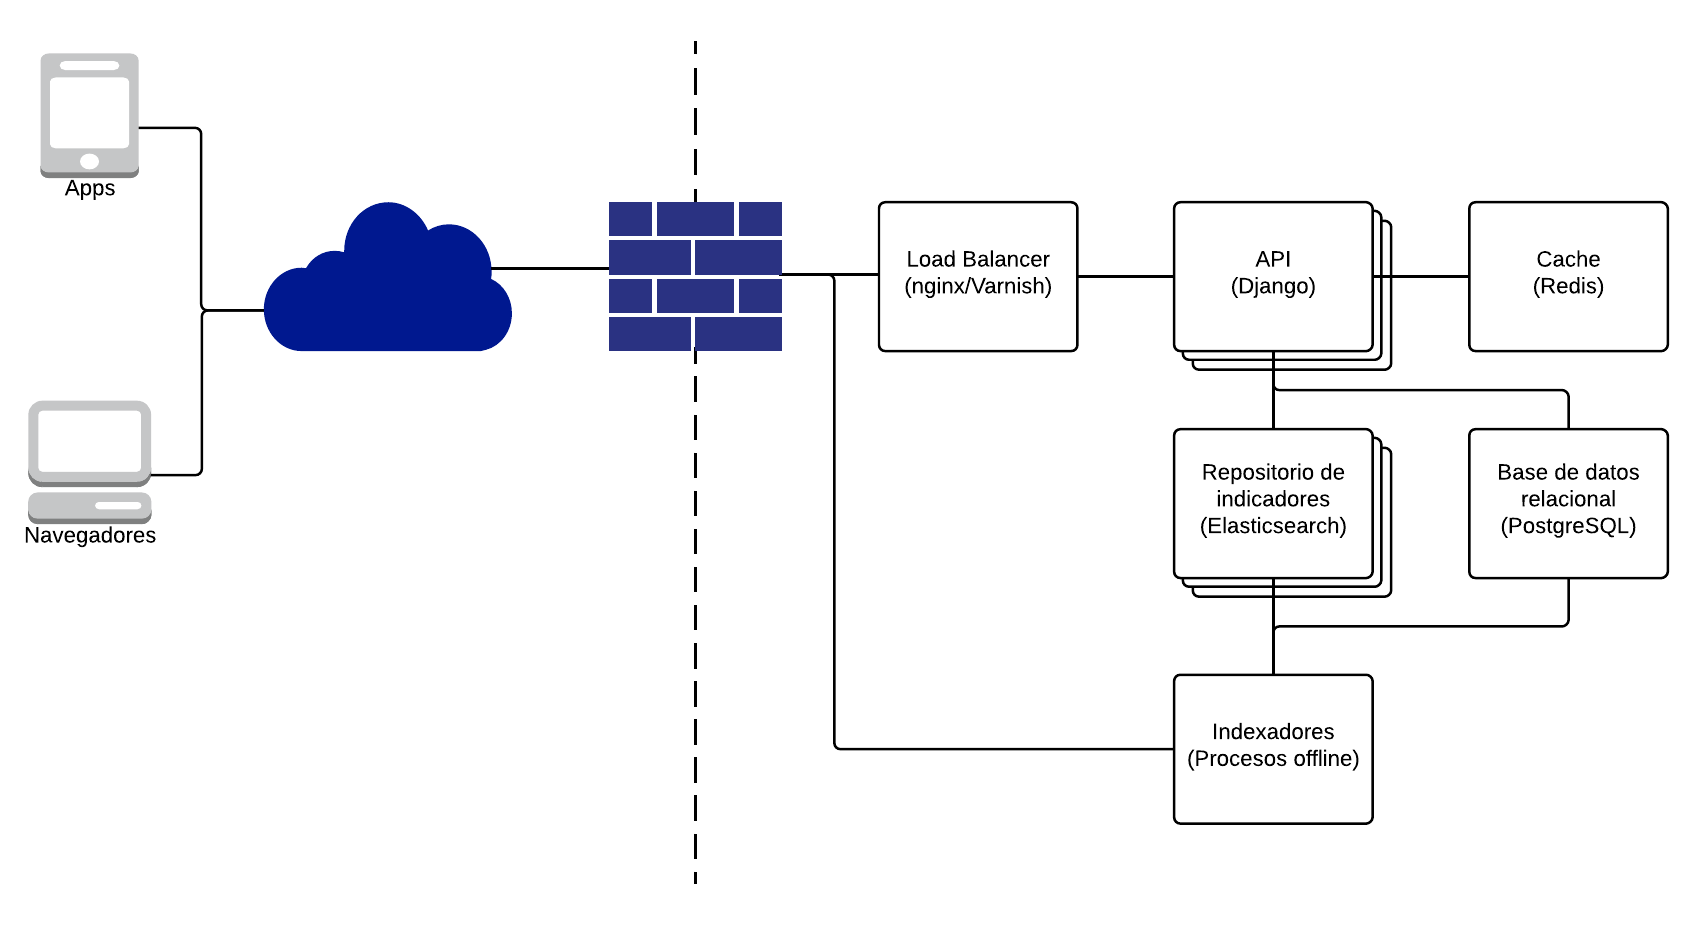 Apps
Navegadores
Load Balancer
(nginx/Varnish)
API
(Django)
Cache
(Redis)
Repositorio de
indicadores
(Elasticsearch)
Base de datos
relacional
(PostgreSQL)
Indexadores
(Procesos offline)